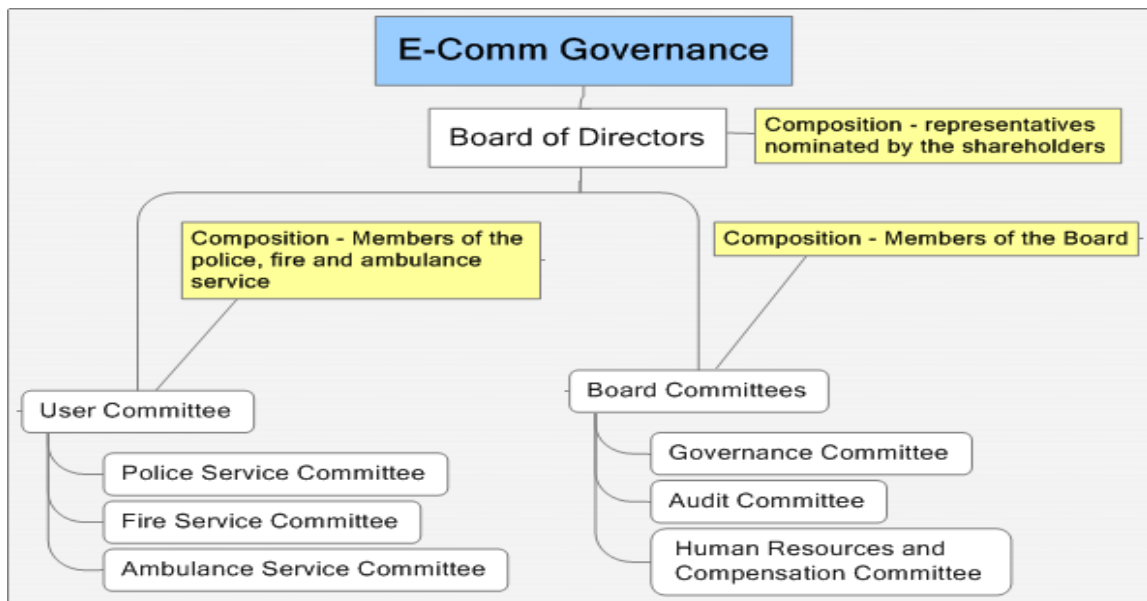 E-Comm Governance
Board of Directors
Composition - representatives
nominated by the shareholders
Composition - Members of the
police, fire and ambulance
service
Composition - Members of the Board
User Committee
Police Service Committee
Fire Service Committee
Ambulance Service Committee
Board Committees
Governance Committee
Audit Committee
Human Resources and
Compensation Committee